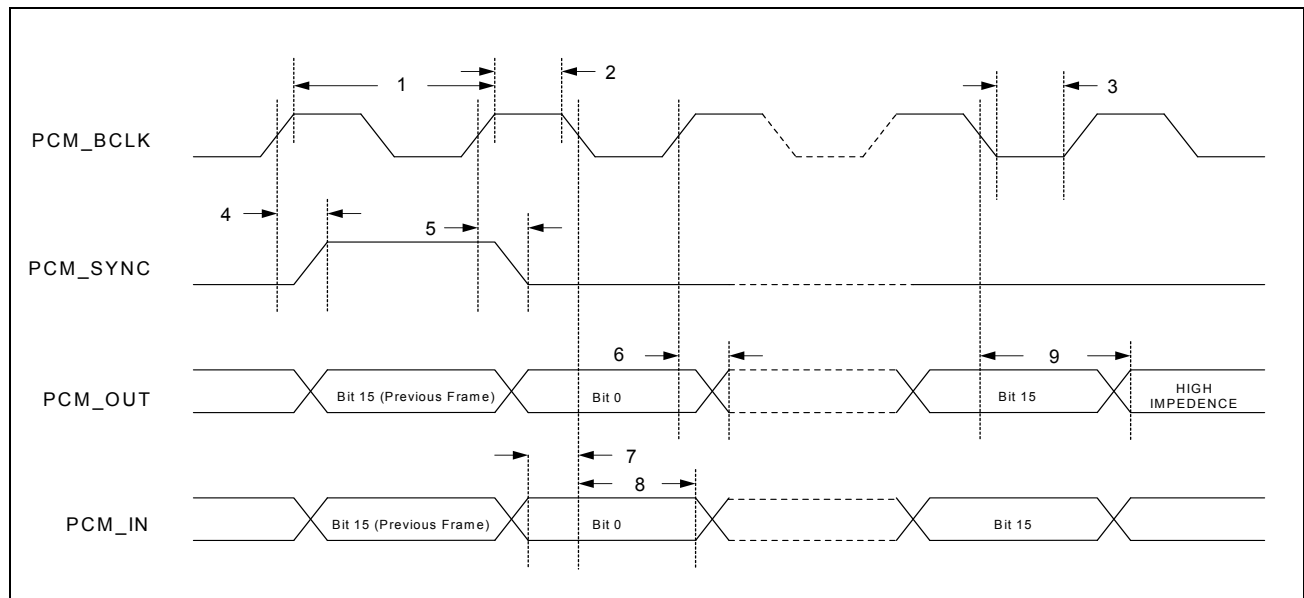 1
2
3
PCM_BCLK
4
5
PCM_SYNC
6
9
PCM_OUT
Bit 15 (Previous Frame)
Bit 0
Bit 15
HIGH
IMPEDENCE
7
8
PCM_IN
Bit 15 (Previous Frame)
Bit 0
Bit 15